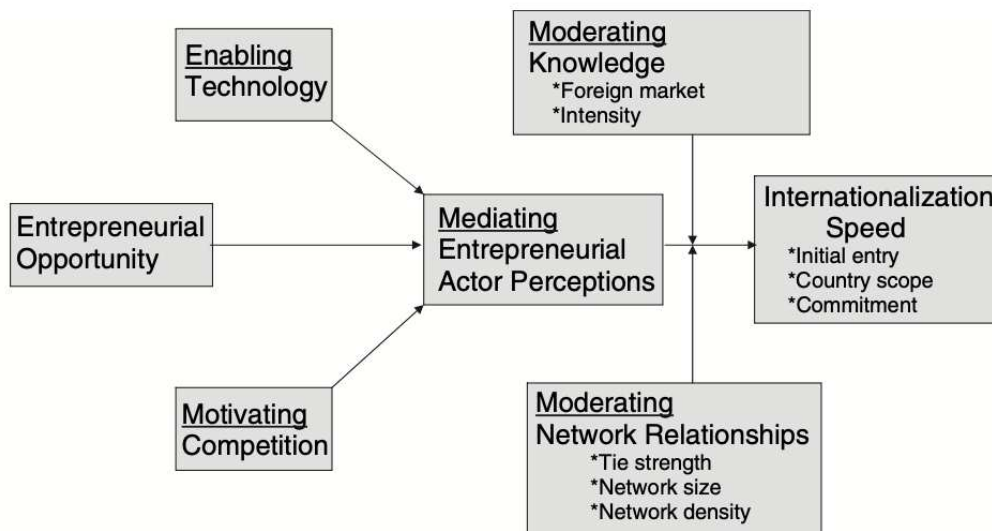 Enabling
Technology
Moderating
Knowledge
*Foreign market
*Intensity
Entrepreneurial
Opportunity
Mediating
Entrepreneurial
Actor Perceptions
Internationalization
Speed
*Initial entry
*Country scope
*Commitment
Motivating
Competition
Moderating
Network Relationships
*Tie strength
*Network size
*Network density